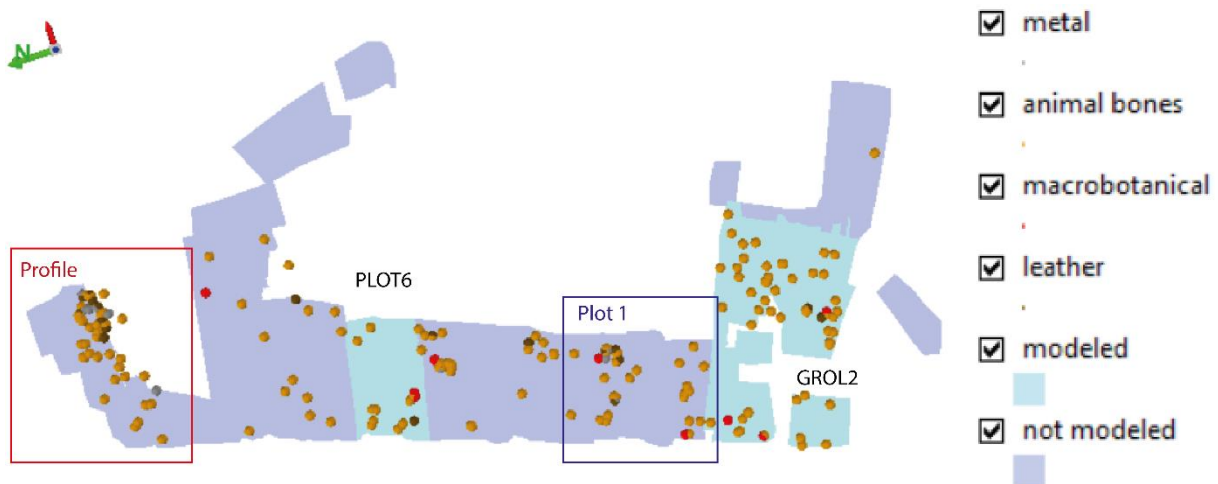 N
Profile
PLOT6
Plot 1
GROL2
metal
animal bones
macrobotanical
leather
modeled
not modeled